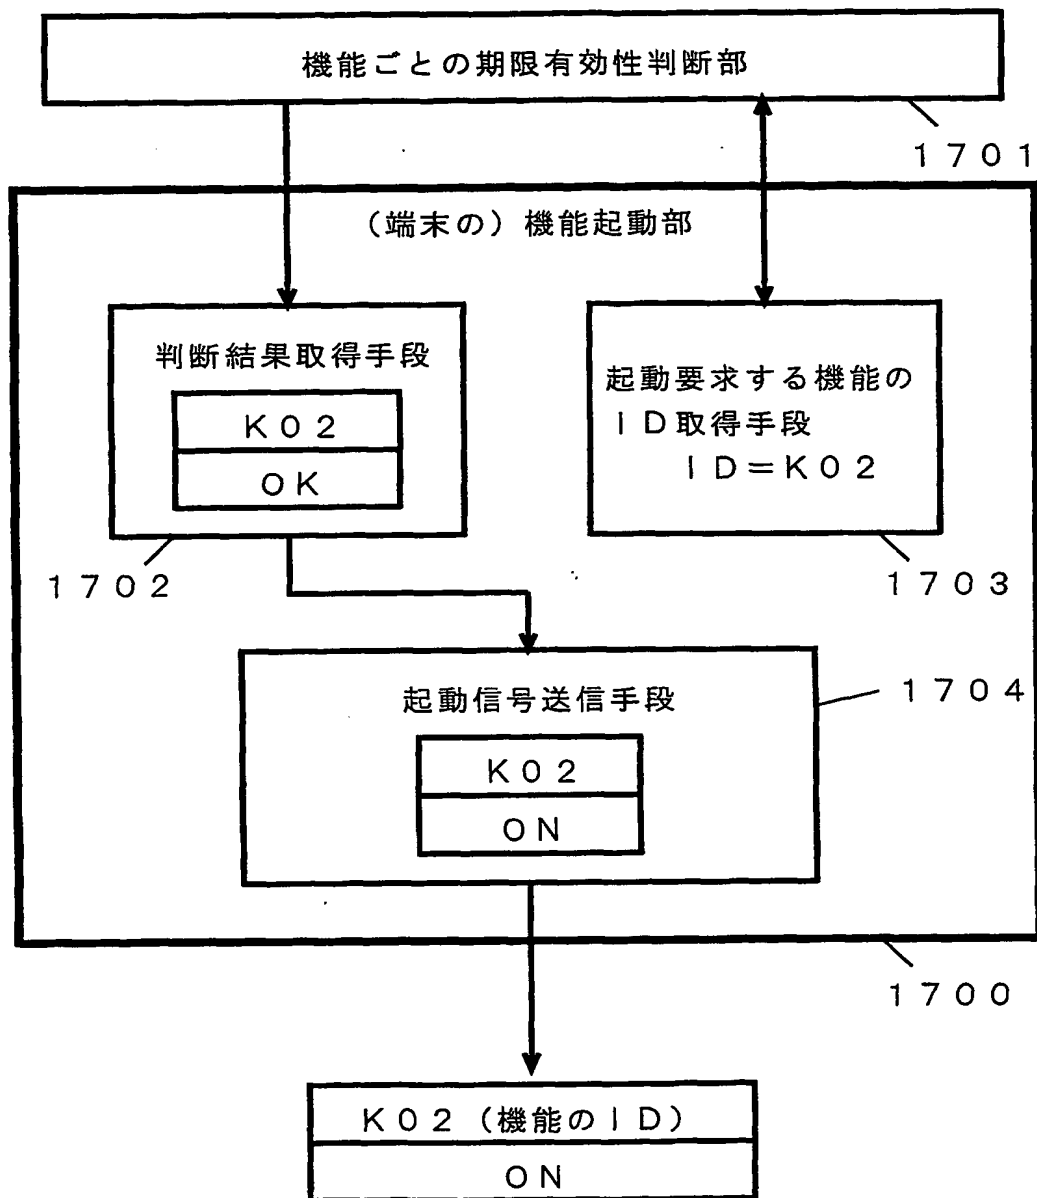 機能ごとの期限有効性判断部
１７０１
（端末の）機能起動部
判断結果取得手段
Ｋ０２
ＯＫ
１７０２
起動要求する機能の
ＩＤ取得手段
ＩＤ＝Ｋ０２
１７０３
起動信号送信手段
Ｋ０２
ＯＮ
１７０４
１７００
Ｋ０２（機能のＩＤ）
ＯＮ